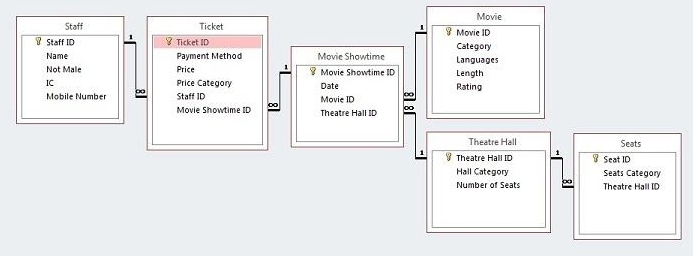 Staff
Staff ID
Name
Not Male
IC
Mobile Number
1
∞
Ticket
Ticket ID
Payment Method
Price
Price Category
Staff ID
Movie Showtime ID
1
∞
Movie Showtime
Movie Showtime ID
Date
Movie ID
Theatre Hall ID
1
∞
∞
1
Movie
Movie ID
Category
Languages
Length
Rating
Theatre Hall
Theatre Hall ID
Hall Category
Number of Seats
1
∞
Seats
Seat ID
Seats Category
Theatre Hall ID